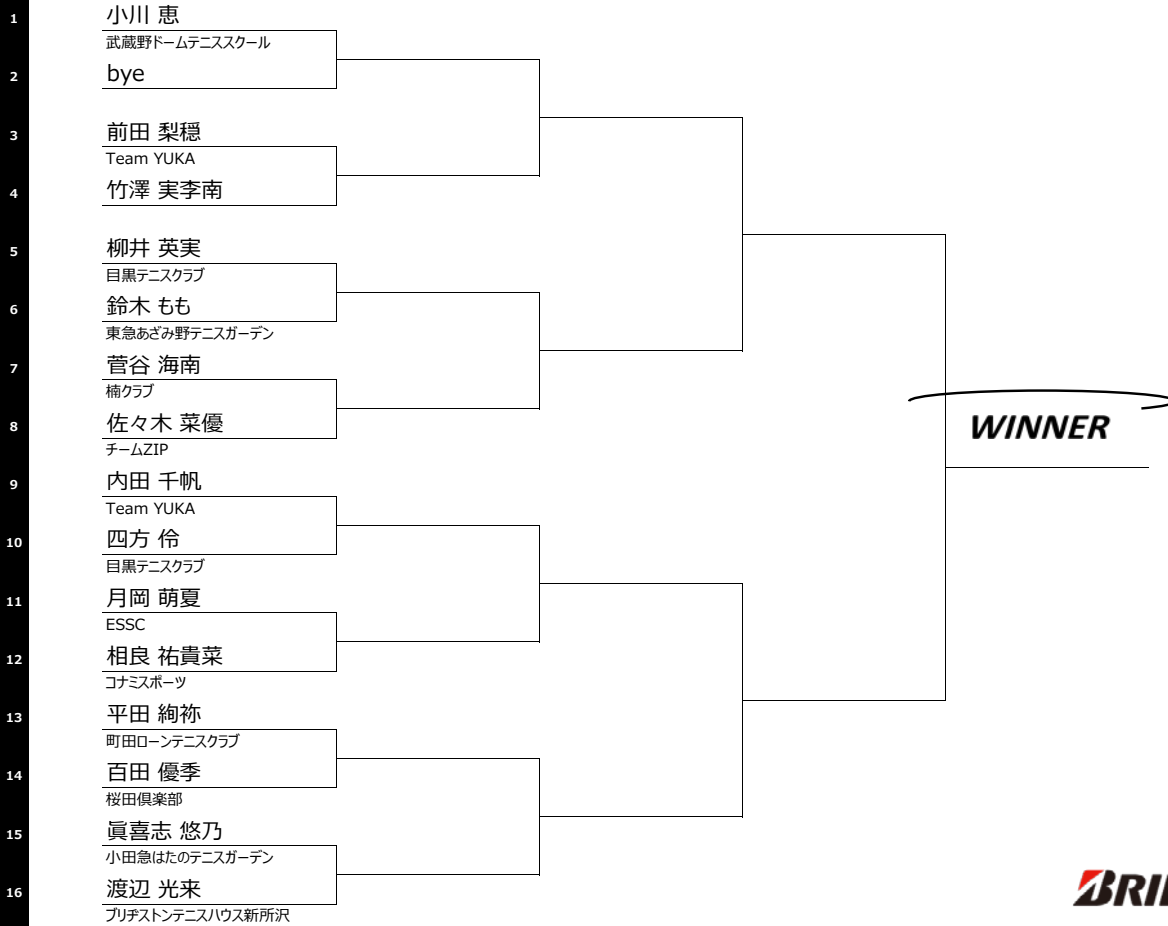 1 小川 恵
武蔵野ドームテニススクール
2 bye
3 前田 梨穏
Team YUKA
4 竹澤 実李南
5 柳井 英実
目黒テニスクラブ
6 鈴木 もも
東急あざみ野テニスガーデン
7 菅谷 海南
楠クラブ
8 佐々木 菜優
チームZIP
WINNER
9 内田 千帆
Team YUKA
10 四方 伶
目黒テニスクラブ
11 月岡 萌夏
ESSC
12 相良 祐貴菜
コナミスポーツ
13 平田 絢祢
町田ローンテニスクラブ
14 百田 優季
桜田倶楽部
15 眞喜志 悠乃
小田急はたのテニスガーデン
16 渡辺 光来
ブリヂストンテニスハウス新所沢